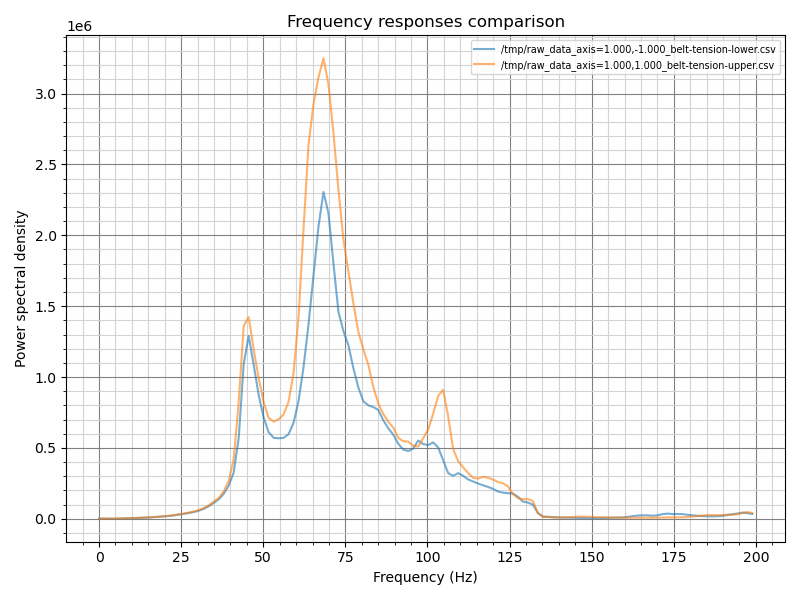 Frequency responses comparison
1e6
/tmp/raw_data_axis=1.000,-1.000_belt-tension-lower.csv
/tmp/raw_data_axis=1.000,1.000_belt-tension-upper.csv
Power spectral density
3.0
2.5
2.0
1.5
1.0
0.5
0.0
0 25 50 75 100 125 150 175 200
Frequency (Hz)